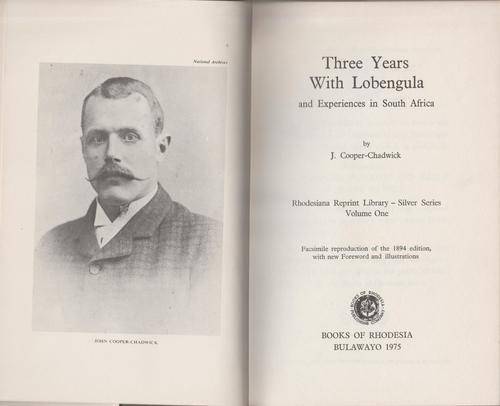 National Archives
JOHN COOPER-CHADWICK
Three Years
With Lobengula
and Experiences in South Africa
by
J. Cooper-Chadwick
Rhodesiana Reprint Library – Silver Series
Volume One
Facsimile reproduction of the 1894 edition,
with new Foreword and illustrations
BOOKS OF RHODESIA
BULAWAYO 1975